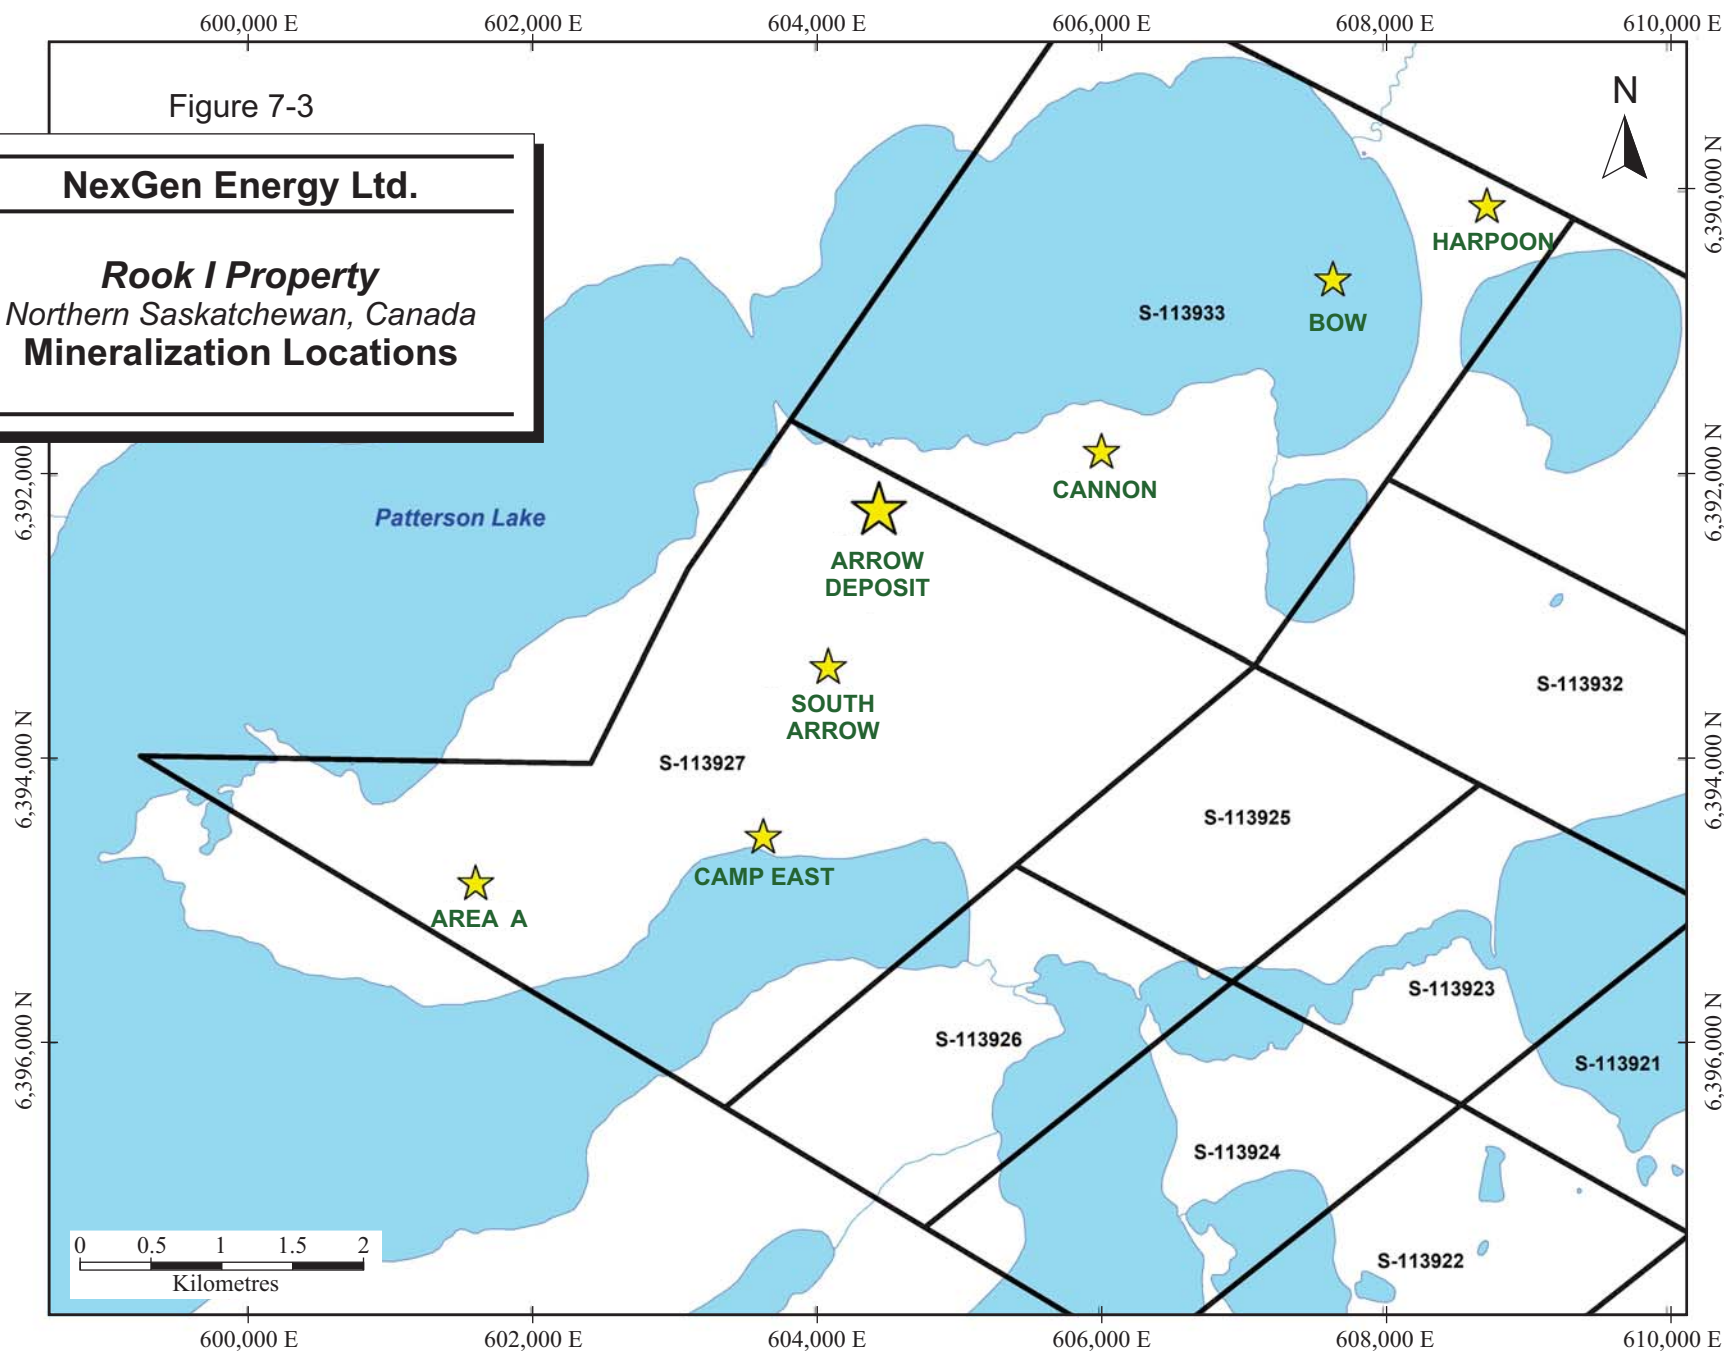 600,000 E 602,000 E 604,000 E 606,000 E 608,000 E 610,000 E
Figure 7-3
N
NexGen Energy Ltd.
Rook I Property
Northern Saskatchewan, Canada
Mineralization Locations
6,390,000 N
HARPOON
S-113933
BOW
6,392,000
Patterson Lake
CANNON
6,392,000 N
ARROW
DEPOSIT
SOUTH
ARROW
S-113932
S-113927
6,394,000 N
S-113925
6,394,000 N
CAMP EAST
AREA A
S-113923
S-113926
6,396,000 N
S-113921
6,396,000 N
S-113924
S-113922
0 0.5 1 1.5 2
Kilometres
600,000 E 602,000 E 604,000 E 606,000 E 608,000 E 610,000 E